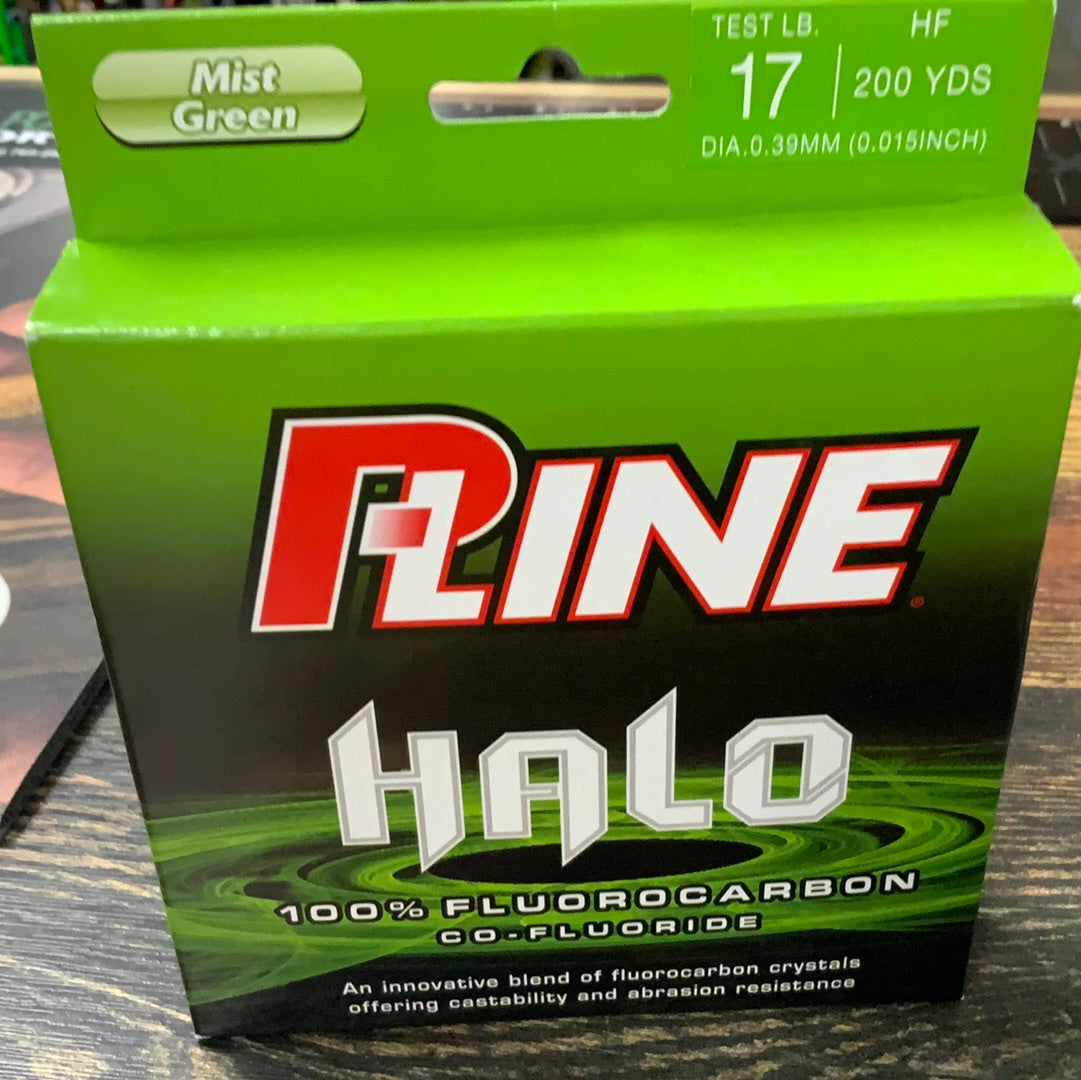 Mist
Green
TEST LB.
HF
17
200 YDS
DIA.0.39MM (0.015INCH)
P-LINE®
HALO
100% FLUOROCARBON
CO-FLUORIDE
An innovative blend of fluorocarbon crystals
offering castability and abrasion resistance